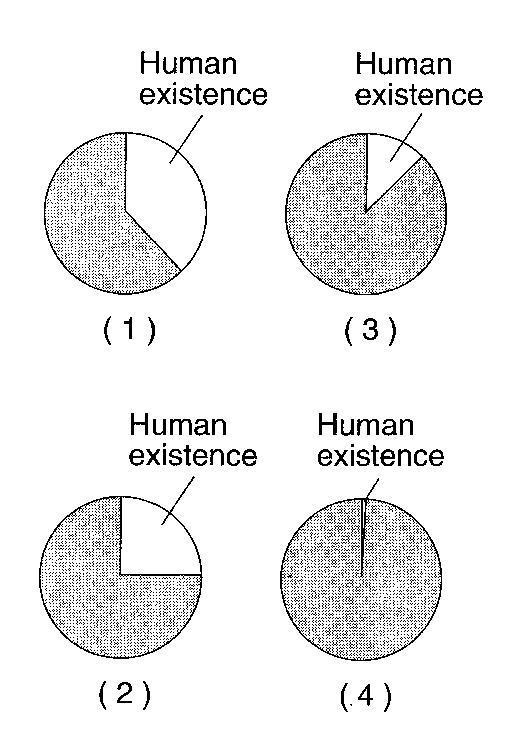 Human
existence
(1)
Human
existence
(3)
Human
existence
(2)
Human
existence
(4)